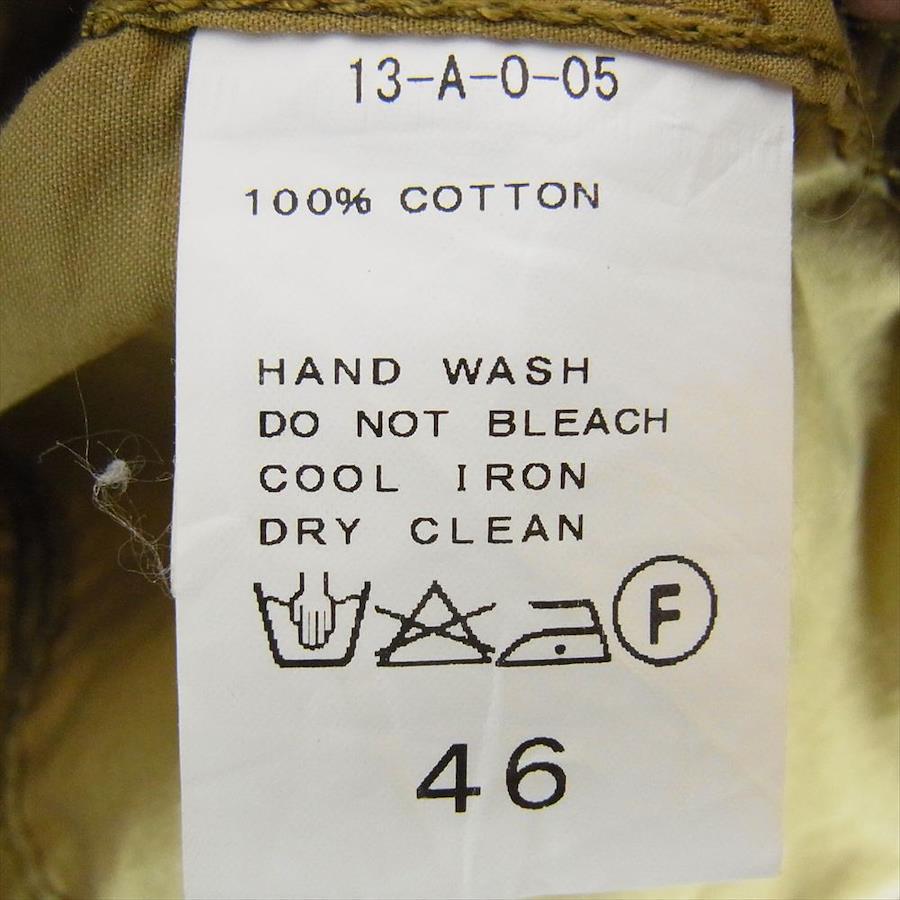 13-A-0-05
100% COTTON
HAND WASH
DO NOT BLEACH
COOL IRON
DRY CLEAN
F
46